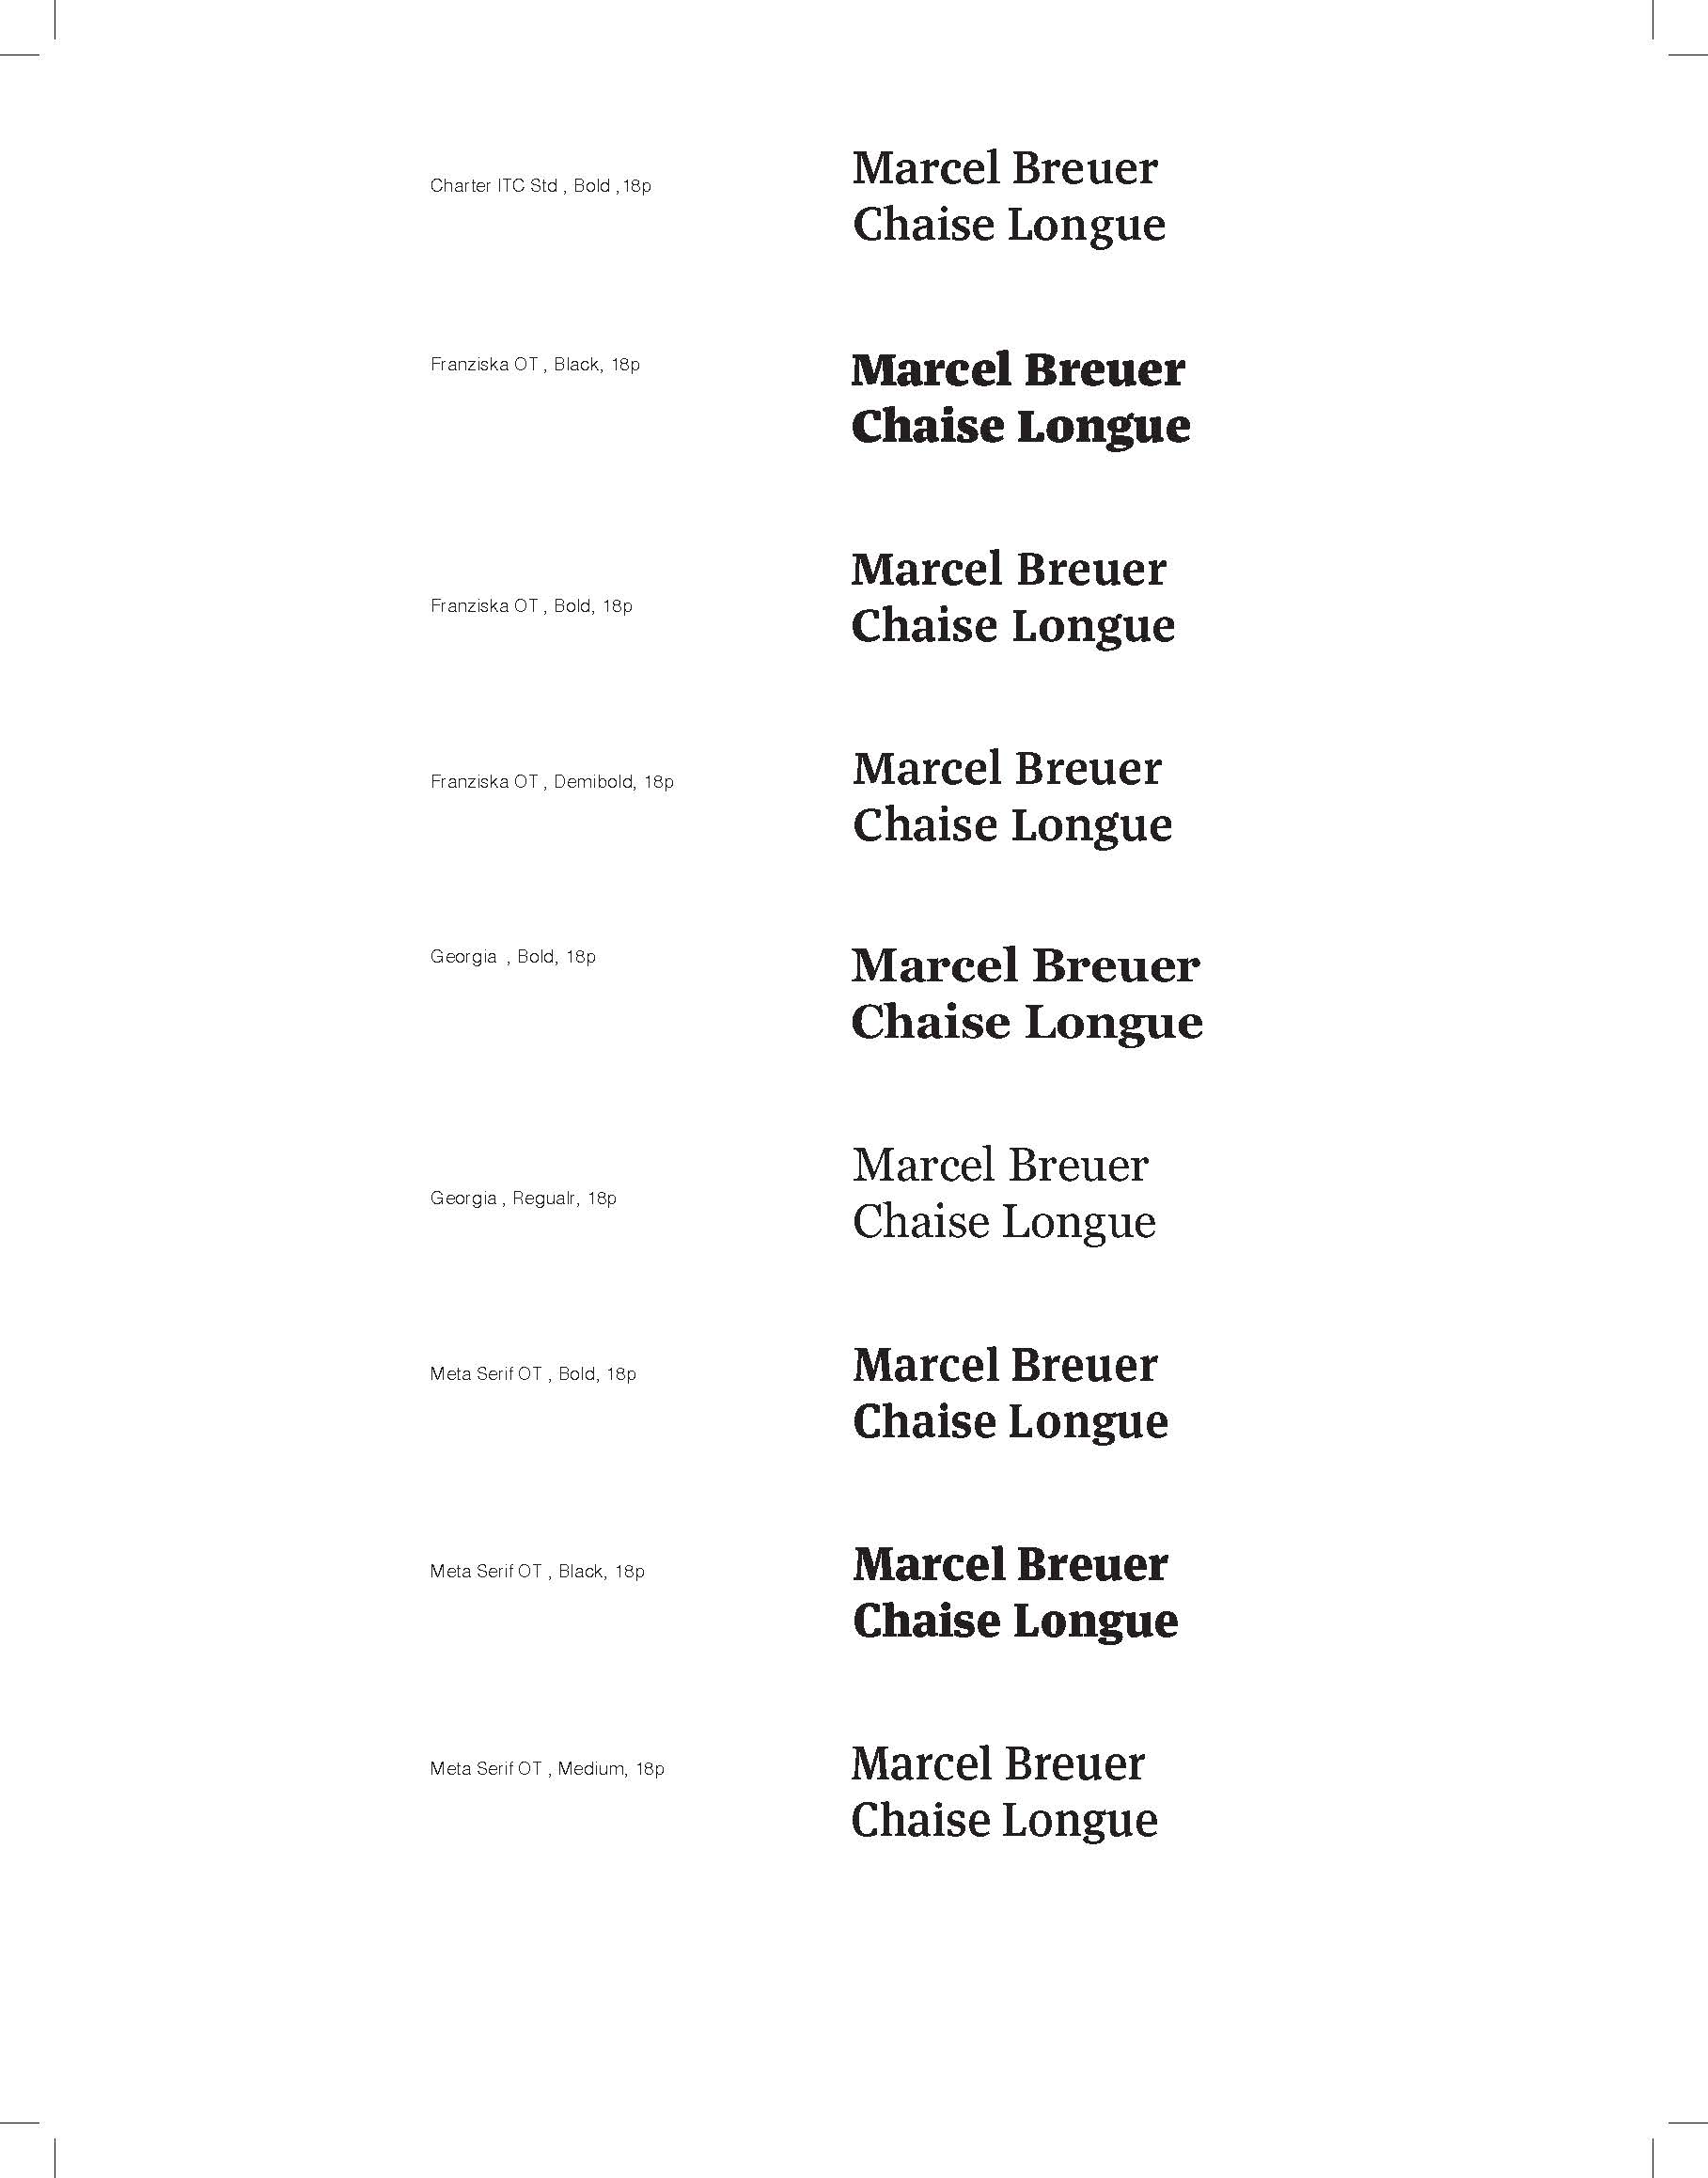 Charter ITC Std , Bold ,18p
Marcel Breuer
Chaise Longue
Franziska OT , Black, 18p
Marcel Breuer
Chaise Longue
Franziska OT , Bold, 18p
Marcel Breuer
Chaise Longue
Franziska OT , Demibold, 18p
Marcel Breuer
Chaise Longue
Georgia , Bold, 18p
Marcel Breuer
Chaise Longue
Georgia , Regualr, 18p
Marcel Breuer
Chaise Longue
Meta Serif OT , Bold, 18p
Marcel Breuer
Chaise Longue
Meta Serif OT , Black, 18p
Marcel Breuer
Chaise Longue
Meta Serif OT , Medium, 18p
Marcel Breuer
Chaise Longue